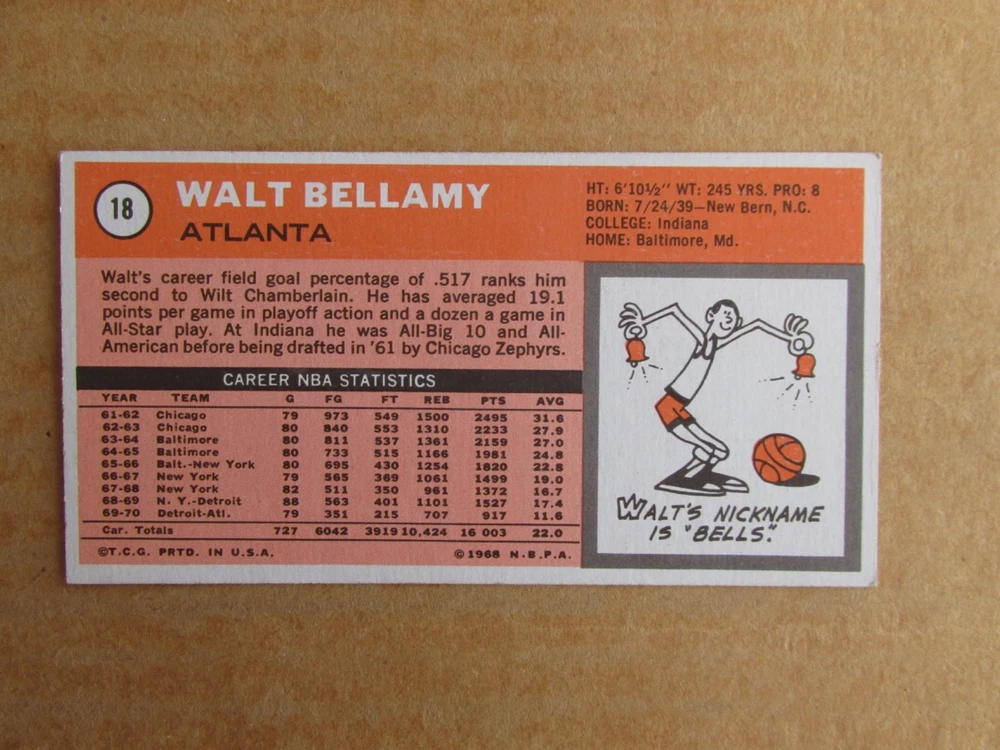 18
WALT BELLAMY
ATLANTA
HT: 6'10½" WT: 245 YRS. PRO: 8
BORN: 7/24/39—New Bern, N.C.
COLLEGE: Indiana
HOME: Baltimore, Md.
Walt's career field goal percentage of .517 ranks him
second to Wilt Chamberlain. He has averaged 19.1
points per game in playoff action and a dozen a game in
All-Star play. At Indiana he was All-Big 10 and All-
American before being drafted in '61 by Chicago Zephyrs.
CAREER NBA STATISTICS
YEAR TEAM G FG FT REB PTS AVG
61-62 Chicago 79 973 549 1500 2495 31.6
62-63 Chicago 80 840 553 1310 2233 27.9
63-64 Baltimore 80 811 537 1361 2159 27.0
64-65 Baltimore 80 733 515 1166 1981 24.8
65-66 Balt.-New York 80 695 430 1254 1820 22.8
66-67 New York 79 565 369 1061 1499 19.0
67-68 New York 82 511 350 961 1372 16.7
68-69 N. Y.-Detroit 88 563 401 1101 1527 17.4
69-70 Detroit-Atl. 79 351 215 707 917 11.6
Car. Totals 727 6042 3919 10,424 16 003 22.0
©T.C.G. PRTD. IN U.S.A. ©1968 N.B.P.A.
WALT'S NICKNAME
IS "BELLS."